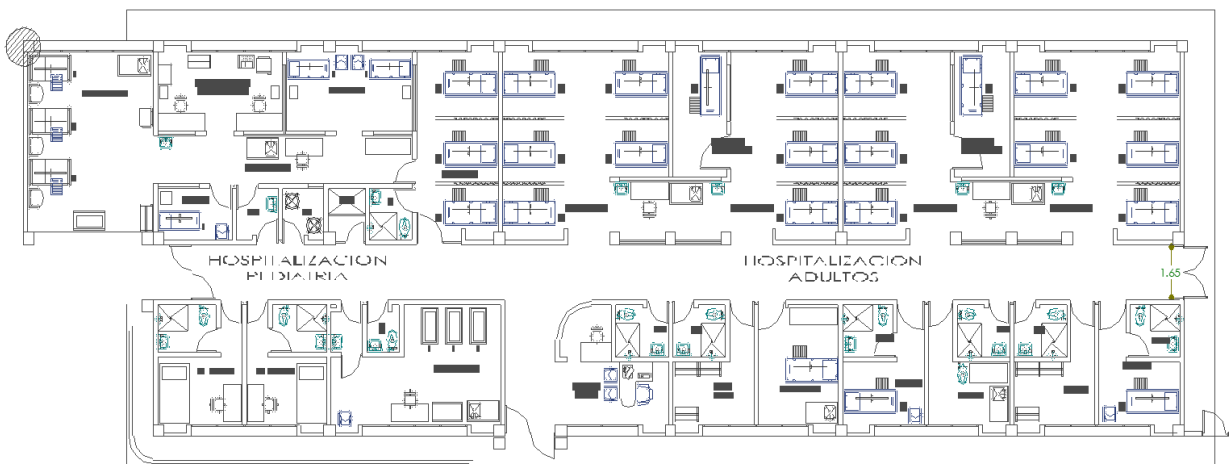 HOSPITALIZACION
PEDIATRIA
HOSPITALIZACION
ADULTOS
1.65